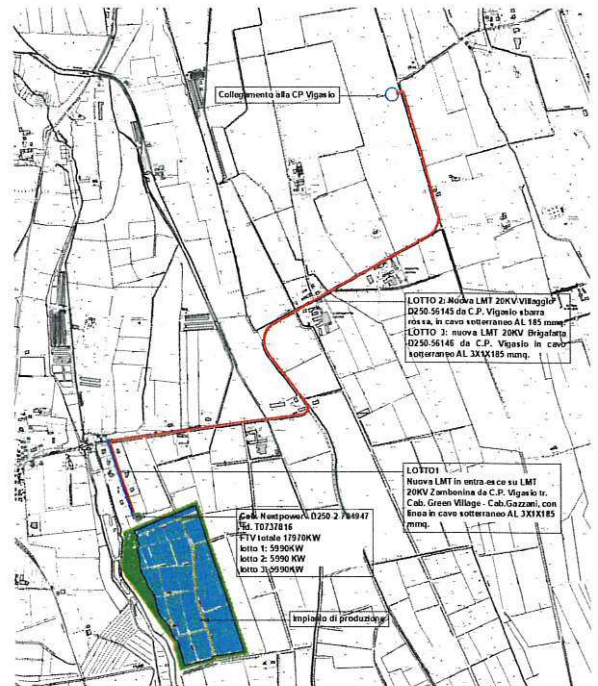 Collegamento alla CP Vigasio
LOTTO 2: Nuova LMT 20KV Villaggio
D250-56145 da C.P. Vigasio sbarra
rossa, in cavo sotterraneo AL 185 mmq.
LOTTO 3: nuova LMT 20KV Brigafatta
D250-56146 da C.P. Vigasio in cavo
sotterraneo AL 3X1X185 mmq.
LOTTO1
Nuova LMT in entra-esce su LMT
20KV Zambonina da C.P. Vigasio tr.
Cab. Green Village - Cab.Gazzani, con
linea in cavo sotterraneo AL 3X1X185
mmq.
Nextpower
T0737816
FTV totale 17970KW
lotto 1: 5990KW
lotto 2: 5990 KW
lotto 3: 5990KW
Impianto di produzione